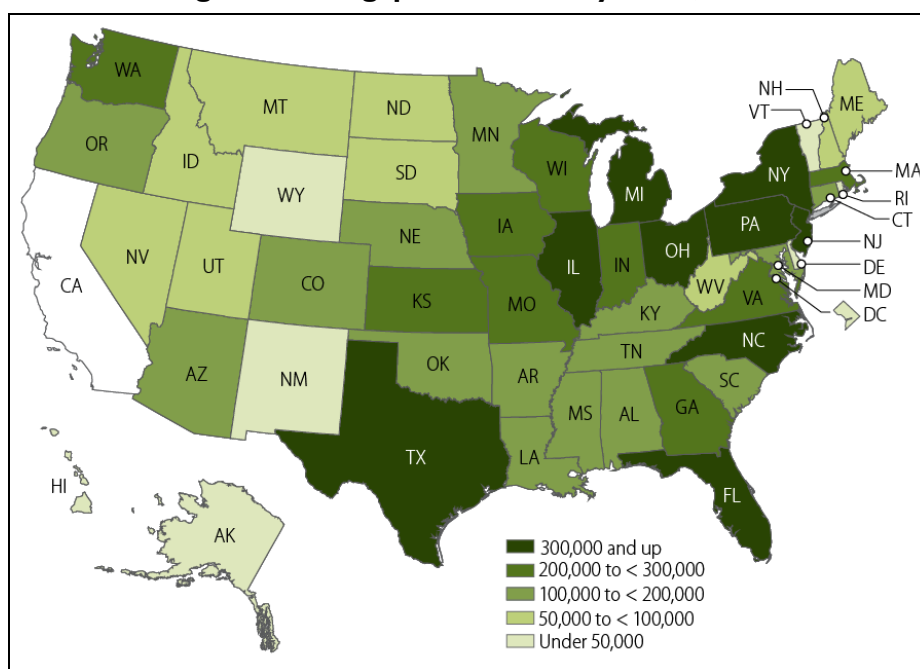 WA
MT
ND
MN
NH
VT
ME
OR
ID
SD
WI
MI
NY
MA
RI
CT
WY
NE
IA
PA
NJ
NV
UT
CO
IL
IN
OH
DE
MD
DC
CA
KS
MO
WV
VA
KY
NC
AZ
NM
OK
AR
TN
SC
MS
AL
GA
TX
LA
FL
HI
AK
300,000 and up
200,000 to < 300,000
100,000 to < 200,000
50,000 to < 100,000
Under 50,000